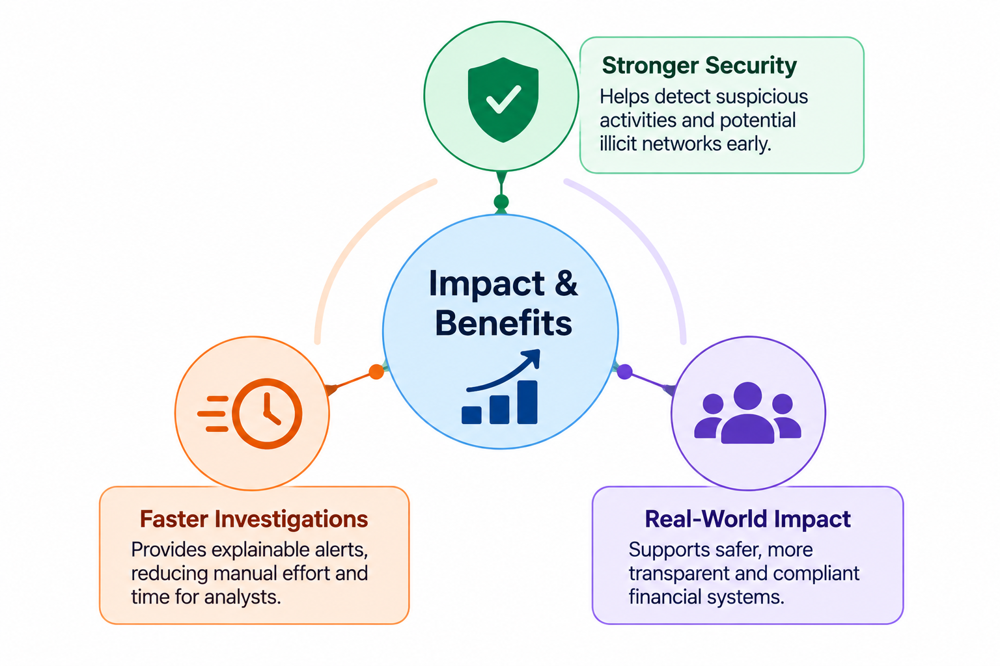 Stronger Security
Helps detect suspicious
activities and potential
illicit networks early.
Impact &
Benefits
Faster Investigations
Provides explainable alerts,
reducing manual effort and
time for analysts.
Real-World Impact
Supports safer, more
transparent and compliant
financial systems.